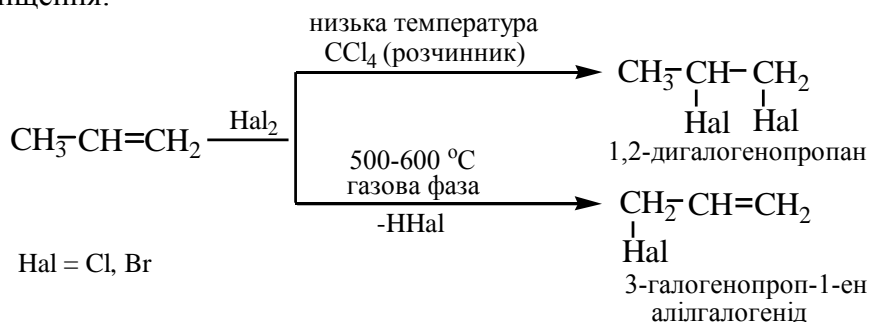 іщення:
низька температура
CCl4 (розчинник)
CH3-CH-CH2
Hal Hal
1,2-дигалогенопропан
CH3-CH=CH2
Hal2
500-600 °C
газова фаза
-HHal
CH2-CH=CH2
Hal
3-галогенопроп-1-ен
алілгалогенід
Hal = Cl, Br